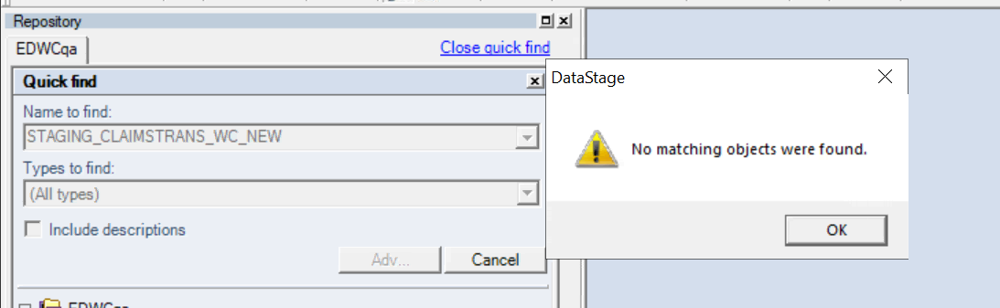 Repository
EDWCqa
Close quick find
Quick find
Name to find:
STAGING_CLAIMSTRANS_WC_NEW
Types to find:
(All types)
Include descriptions
Adv...
Cancel
EDWCqa
DataStage
No matching objects were found.
OK